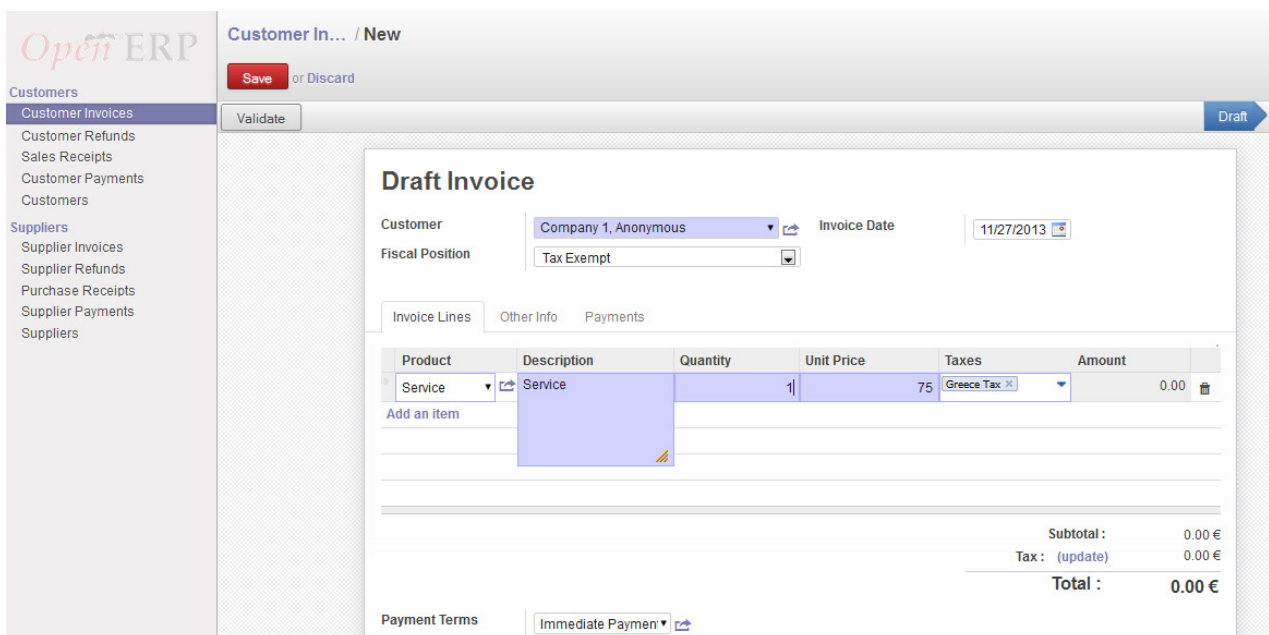 Open ERP
Customers
Customer Invoices
Customer Refunds
Sales Receipts
Customer Payments
Customers
Suppliers
Supplier Invoices
Supplier Refunds
Purchase Receipts
Supplier Payments
Suppliers
Customer In... / New
Save or Discard
Validate Draft
Draft Invoice
Customer Company 1, Anonymous Invoice Date 11/27/2013
Fiscal Position Tax Exempt
Invoice Lines Other Info Payments
Product Description Quantity Unit Price Taxes Amount
Service Service 1 75 Greece Tax × 0.00
Add an item
Subtotal : 0.00 €
Tax : (update) 0.00 €
Total : 0.00 €
Payment Terms Immediate Paymen